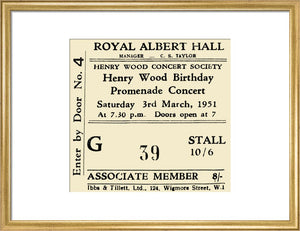 ROYAL ALBERT HALL
MANAGER — C. S. TAYLOR
HENRY WOOD CONCERT SOCIETY
Henry Wood Birthday
Promenade Concert
Saturday 3rd March, 1951
At 7.30 p.m. Doors open at 7
Enter by Door No. 4
G 39 STALL
10/6
ASSOCIATE MEMBER 8/-
Ibbs & Tillett, Ltd., 124, Wigmore Street, W.1